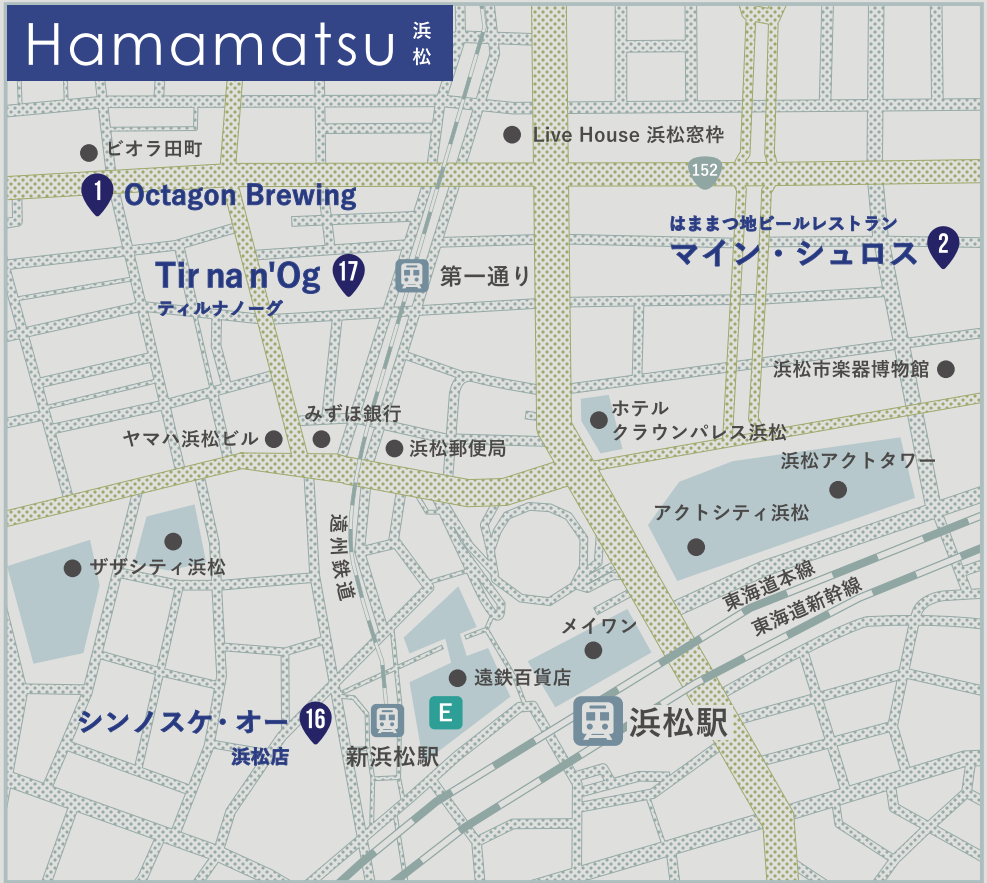 Hamamatsu 浜松
ビオラ田町
Live House 浜松窓枠
152
1 Octagon Brewing
はままつ地ビールレストラン
マイン・シュロス 2
Tir na n'Og 17
ティルナノーグ
第一通り
浜松市楽器博物館
みずほ銀行
ホテル
クラウンパレス浜松
ヤマハ浜松ビル
浜松郵便局
浜松アクトタワー
アクトシティ浜松
遠州鉄道
ザザシティ浜松
東海道本線
東海道新幹線
メイワン
遠鉄百貨店
E
シンノスケ・オー 16
浜松店
新浜松駅
浜松駅